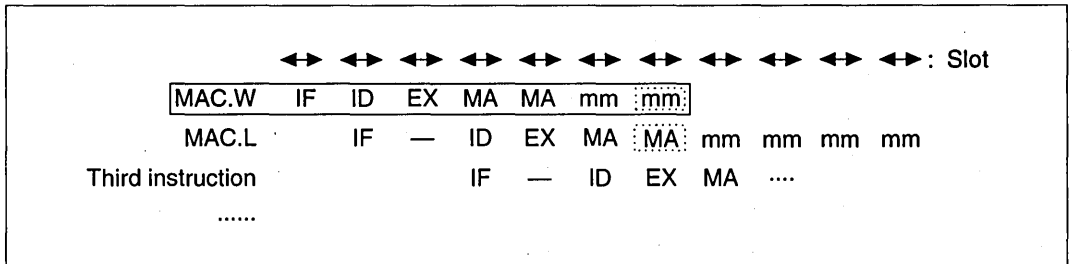 : Slot
MAC.W IF ID EX MA MA mm mm
MAC.L IF — ID EX MA MA mm mm mm mm
Third instruction IF — ID EX MA ....
......